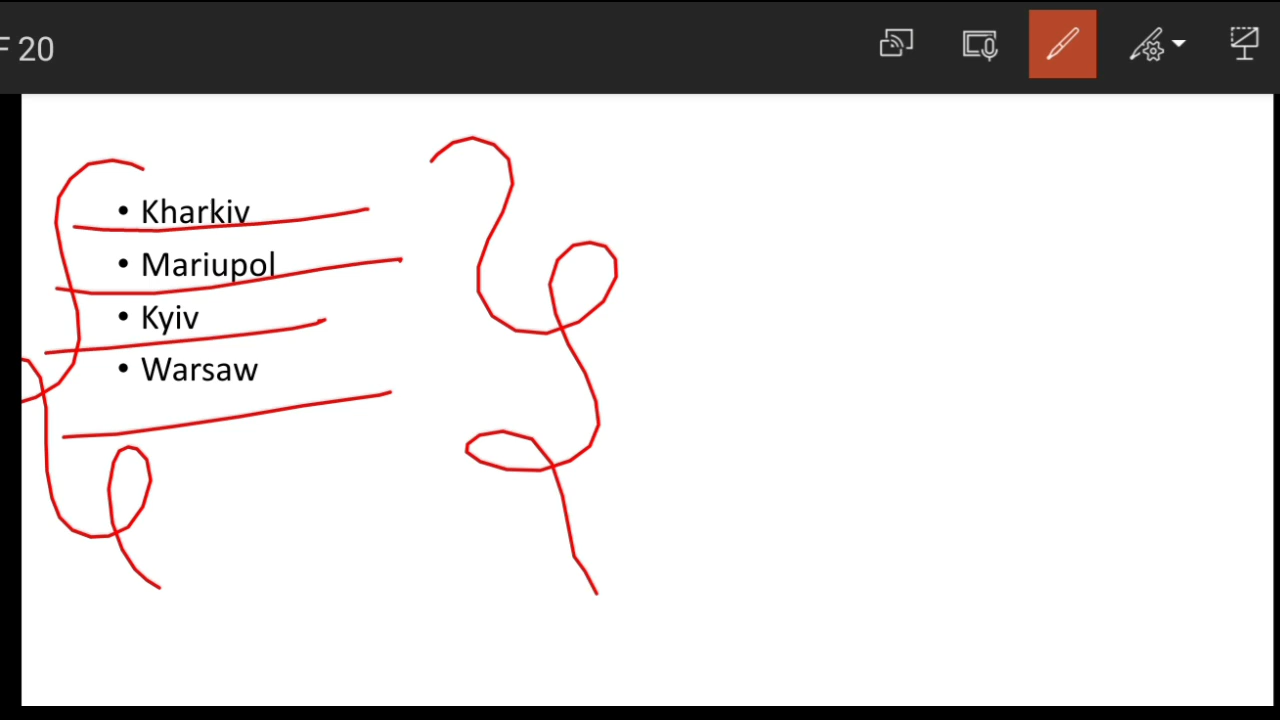 F 20
• Kharkiv
• Mariupol
• Kyiv
• Warsaw